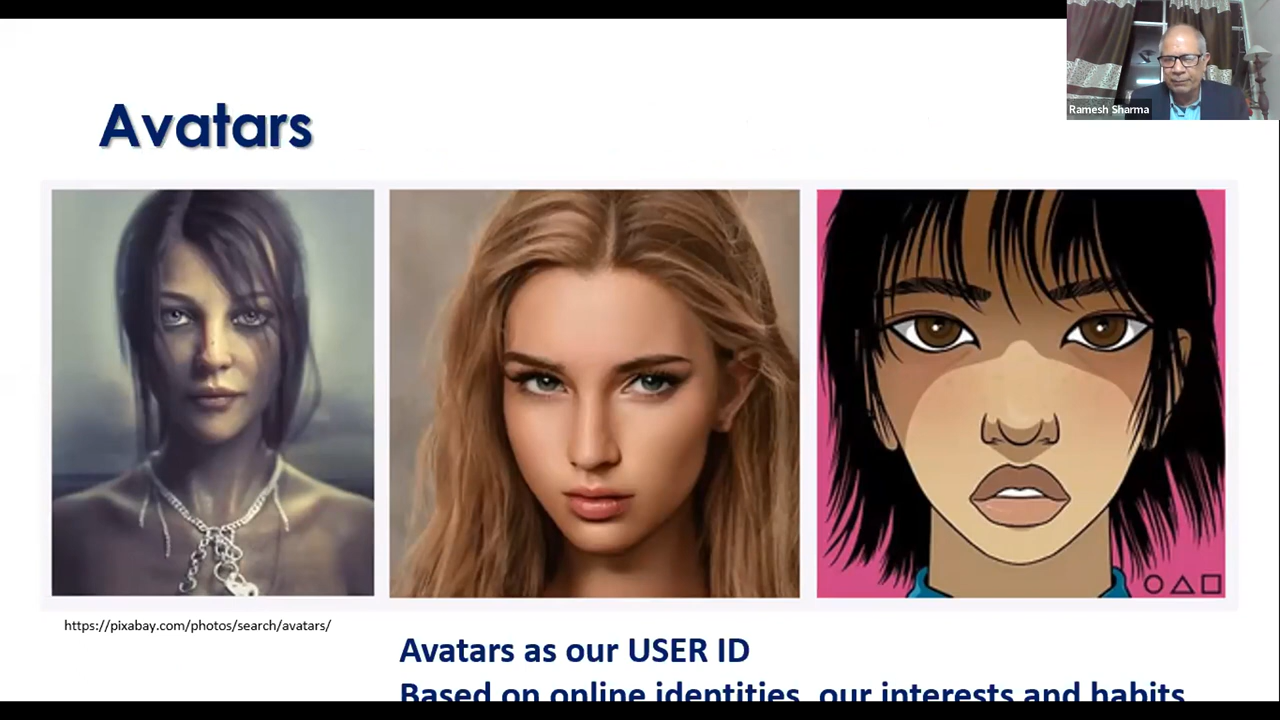 Ramesh Sharma
Avatars
https://pixabay.com/photos/search/avatars/
Avatars as our USER ID
Based on online identities, our interests and habits